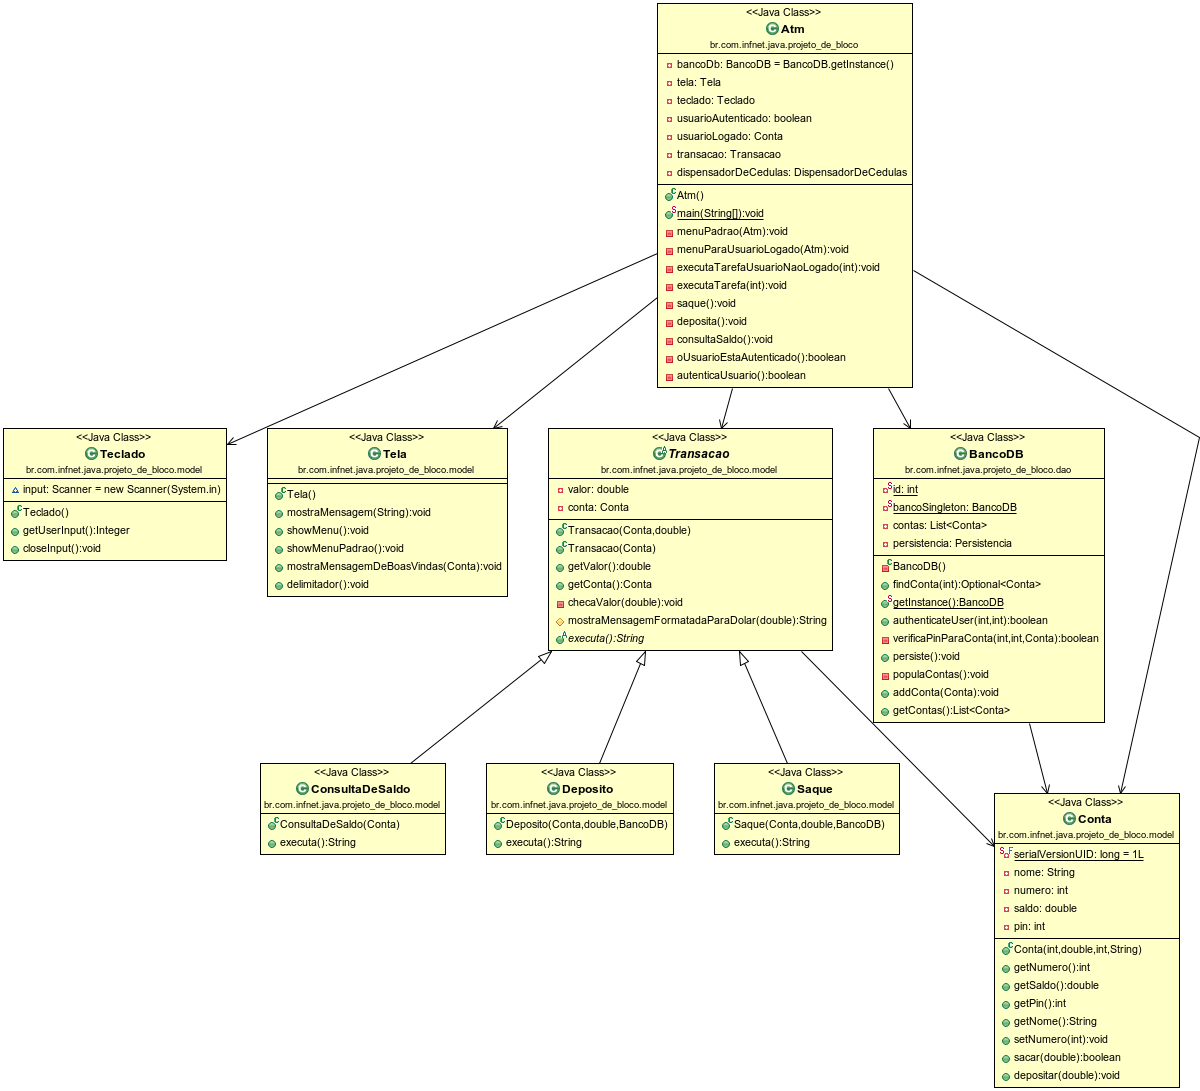 <<Java Class>>
Atm
br.com.infnet.java.projeto_de_bloco
bancoDb: BancoDB = BancoDB.getInstance()
tela: Tela
teclado: Teclado
usuarioAutenticado: boolean
usuarioLogado: Conta
transacao: Transacao
dispensadorDeCedulas: DispensadorDeCedulas
Atm()
main(String[]):void
menuPadrao(Atm):void
menuParaUsuarioLogado(Atm):void
executaTarefaUsuarioNaoLogado(int):void
executaTarefa(int):void
saque():void
deposita():void
consultaSaldo():void
oUsuarioEstaAutenticado():boolean
autenticaUsuario():boolean
<<Java Class>>
Teclado
br.com.infnet.java.projeto_de_bloco.model
input: Scanner = new Scanner(System.in)
Teclado()
getUserInput():Integer
closeInput():void
<<Java Class>>
Tela
br.com.infnet.java.projeto_de_bloco.model
Tela()
mostraMensagem(String):void
showMenu():void
showMenuPadrao():void
mostraMensagemDeBoasVindas(Conta):void
delimitador():void
<<Java Class>>
Transacao
br.com.infnet.java.projeto_de_bloco.model
valor: double
conta: Conta
Transacao(Conta,double)
Transacao(Conta)
getValor():double
getConta():Conta
checaValor(double):void
mostraMensagemFormatadaParaDolar(double):String
executa():String
<<Java Class>>
BancoDB
br.com.infnet.java.projeto_de_bloco.dao
id: int
bancoSingleton: BancoDB
contas: List<Conta>
persistencia: Persistencia
BancoDB()
findConta(int):Optional<Conta>
getInstance():BancoDB
authenticateUser(int,int):boolean
verificaPinParaConta(int,int,Conta):boolean
persiste():void
populaContas():void
addConta(Conta):void
getContas():List<Conta>
<<Java Class>>
ConsultaDeSaldo
br.com.infnet.java.projeto_de_bloco.model
ConsultaDeSaldo(Conta)
executa():String
<<Java Class>>
Deposito
br.com.infnet.java.projeto_de_bloco.model
Deposito(Conta,double,BancoDB)
executa():String
<<Java Class>>
Saque
br.com.infnet.java.projeto_de_bloco.model
Saque(Conta,double,BancoDB)
executa():String
<<Java Class>>
Conta
br.com.infnet.java.projeto_de_bloco.model
serialVersionUID: long = 1L
nome: String
numero: int
saldo: double
pin: int
Conta(int,double,int,String)
getNumero():int
getSaldo():double
getPin():int
getNome():String
setNumero(int):void
sacar(double):boolean
depositar(double):void